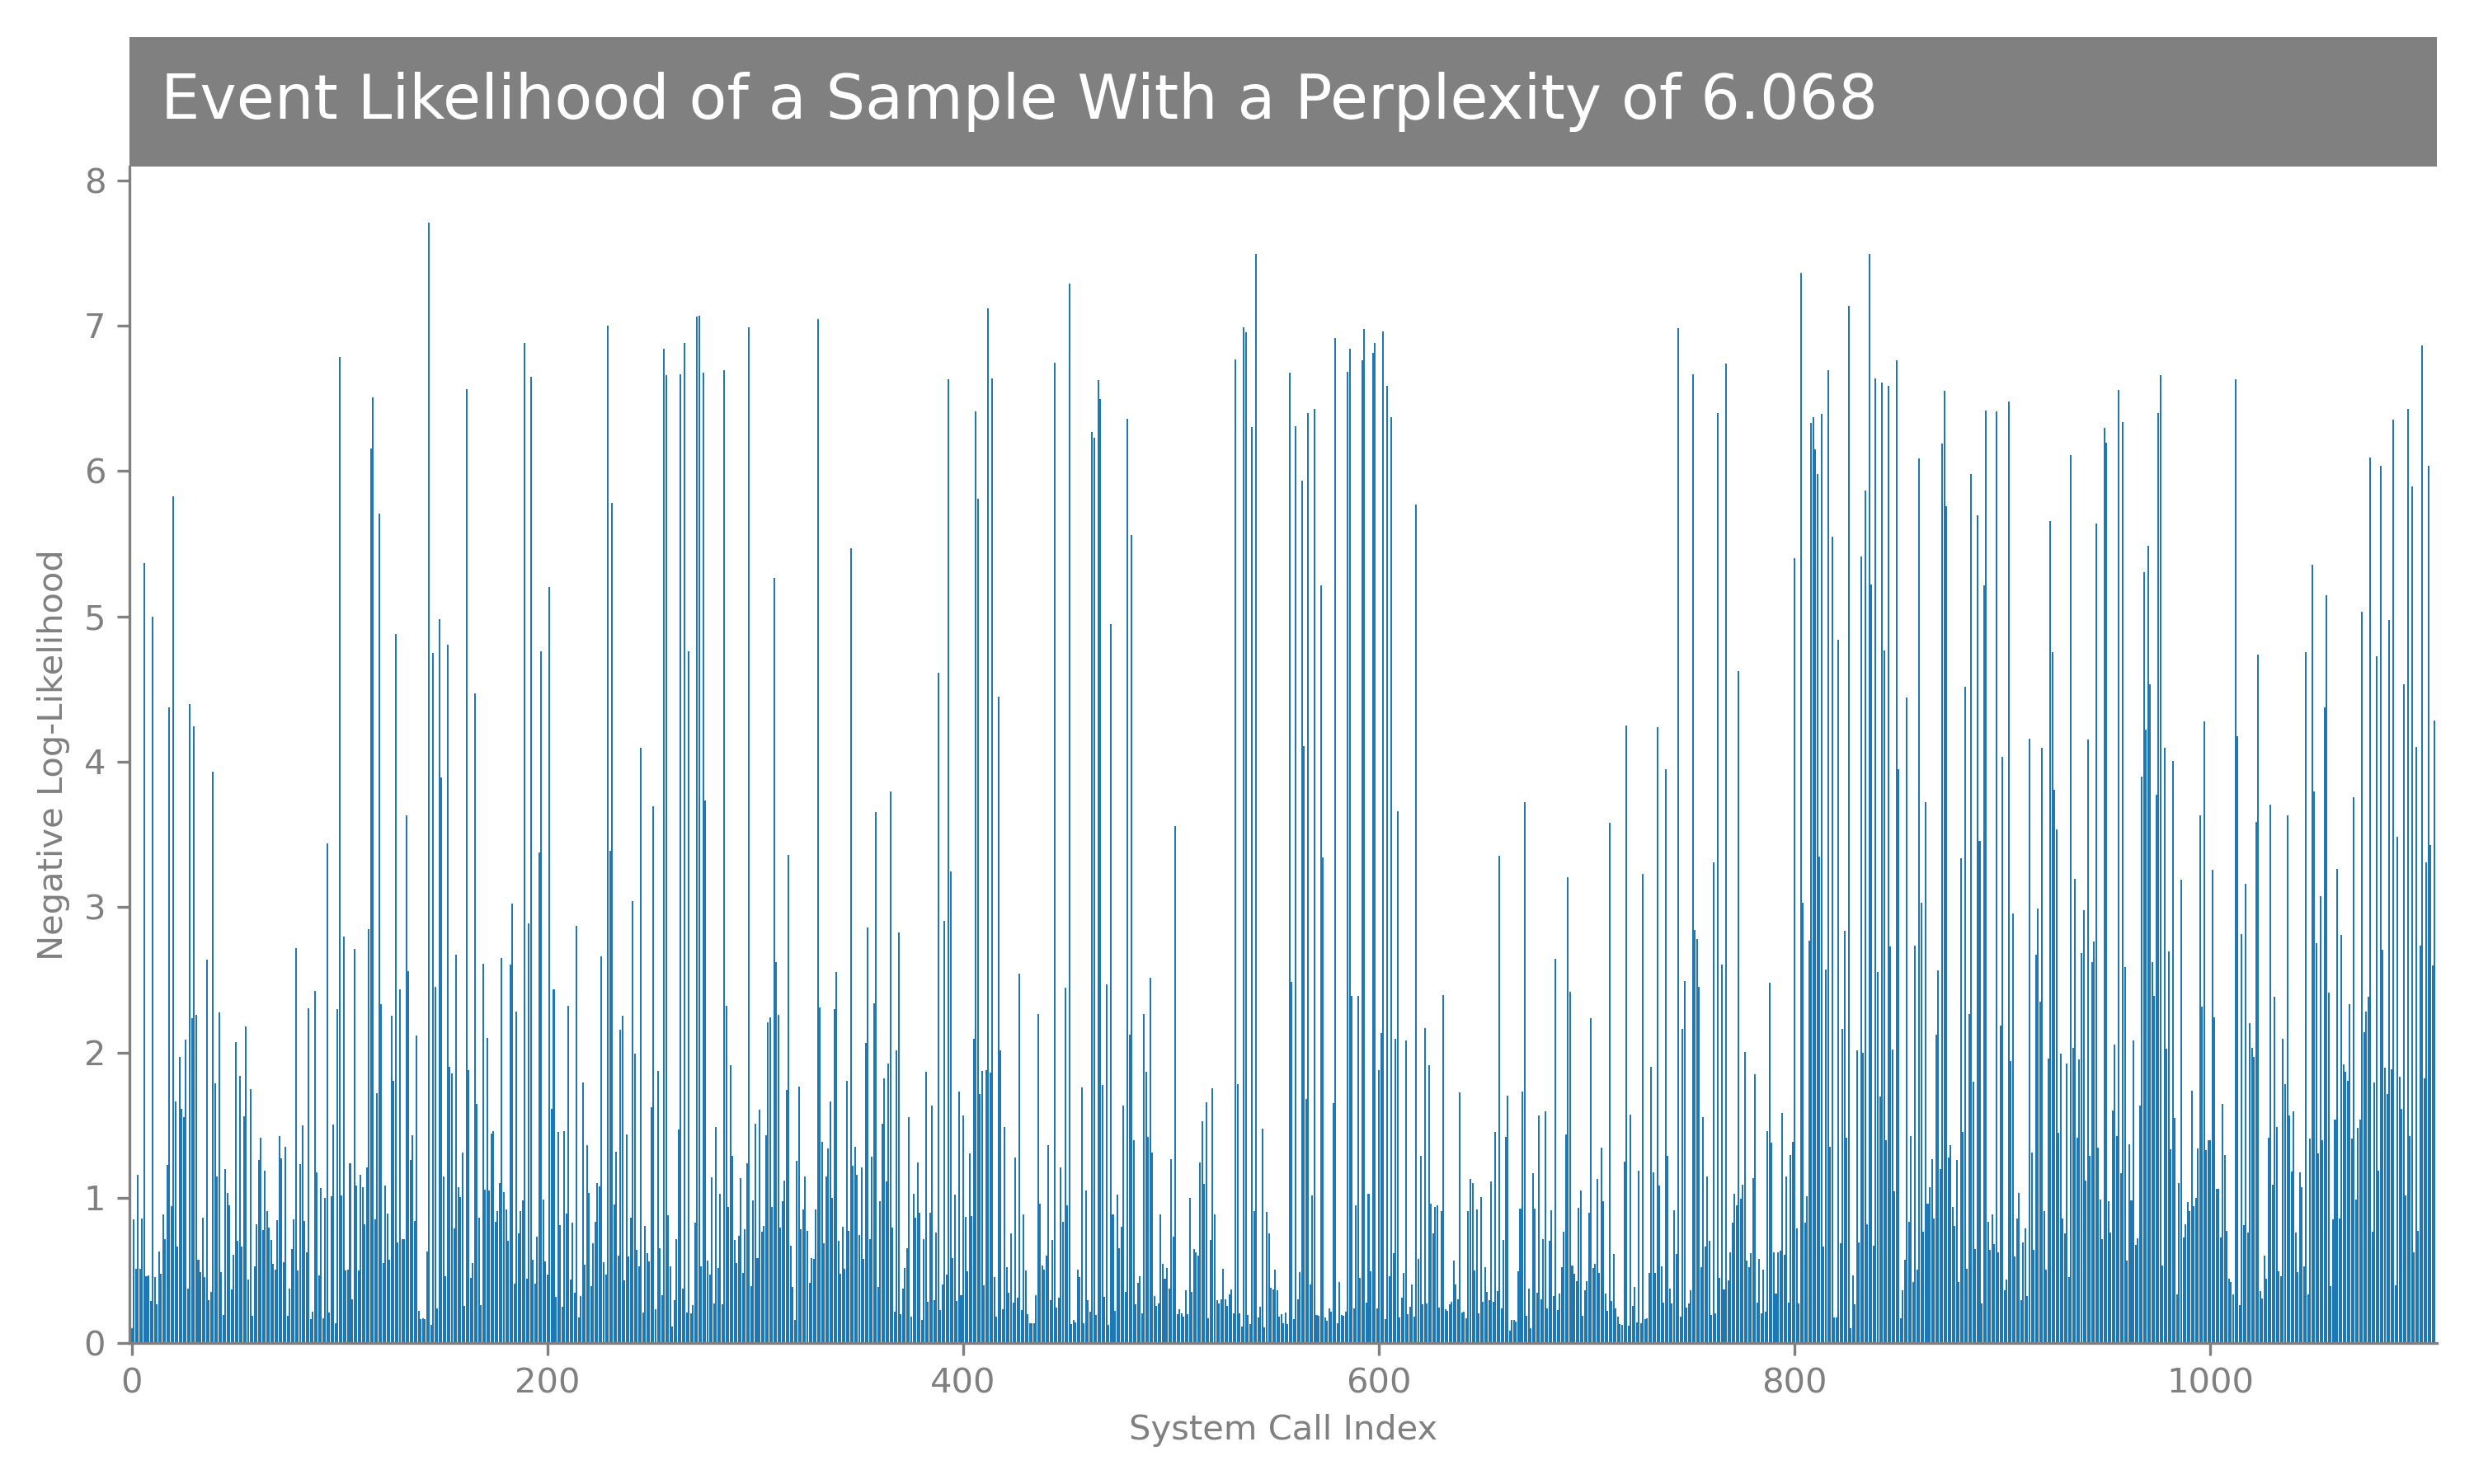 Event Likelihood of a Sample With a Perplexity of 6.068
8
7
6
5
4
3
2
1
0
Negative Log-Likelihood
0 200 400 600 800 1000
System Call Index